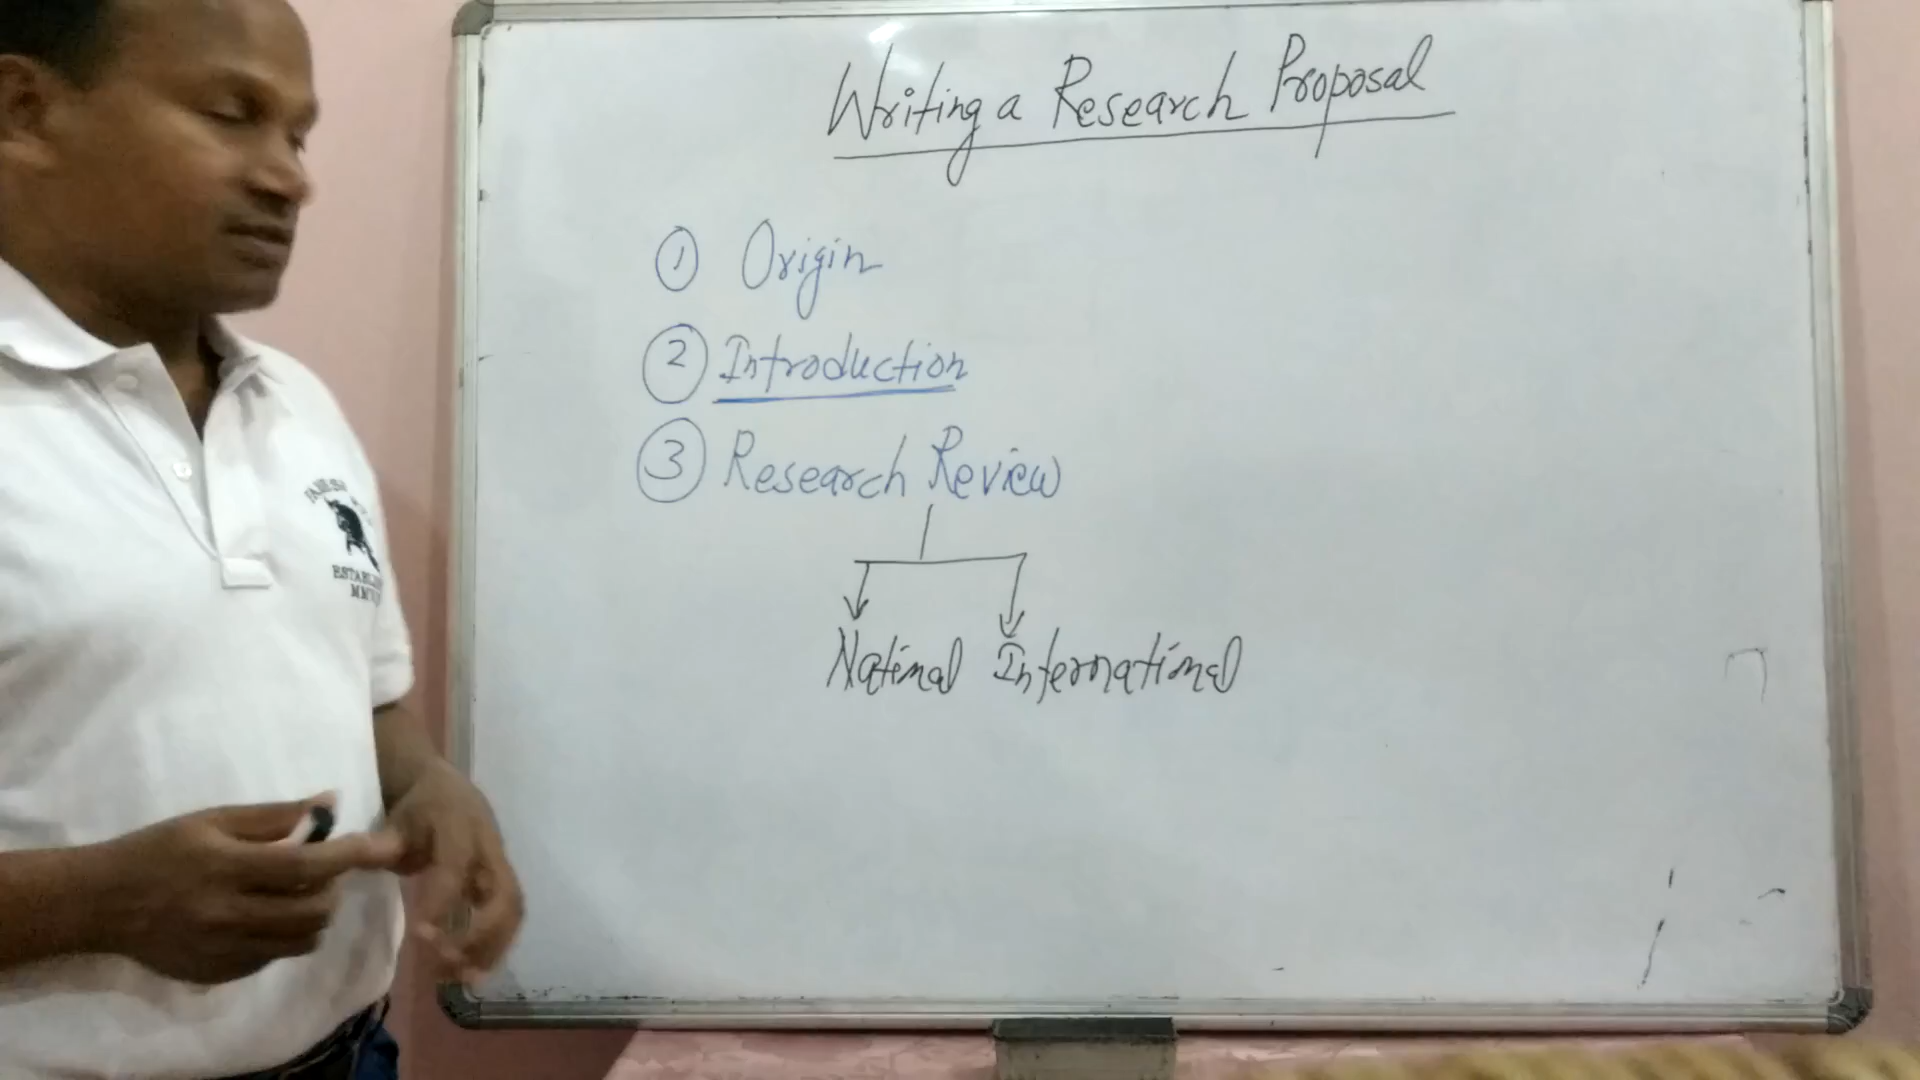 Writing a Research Proposal
① Origin
② Introduction
③ Research Review
National International